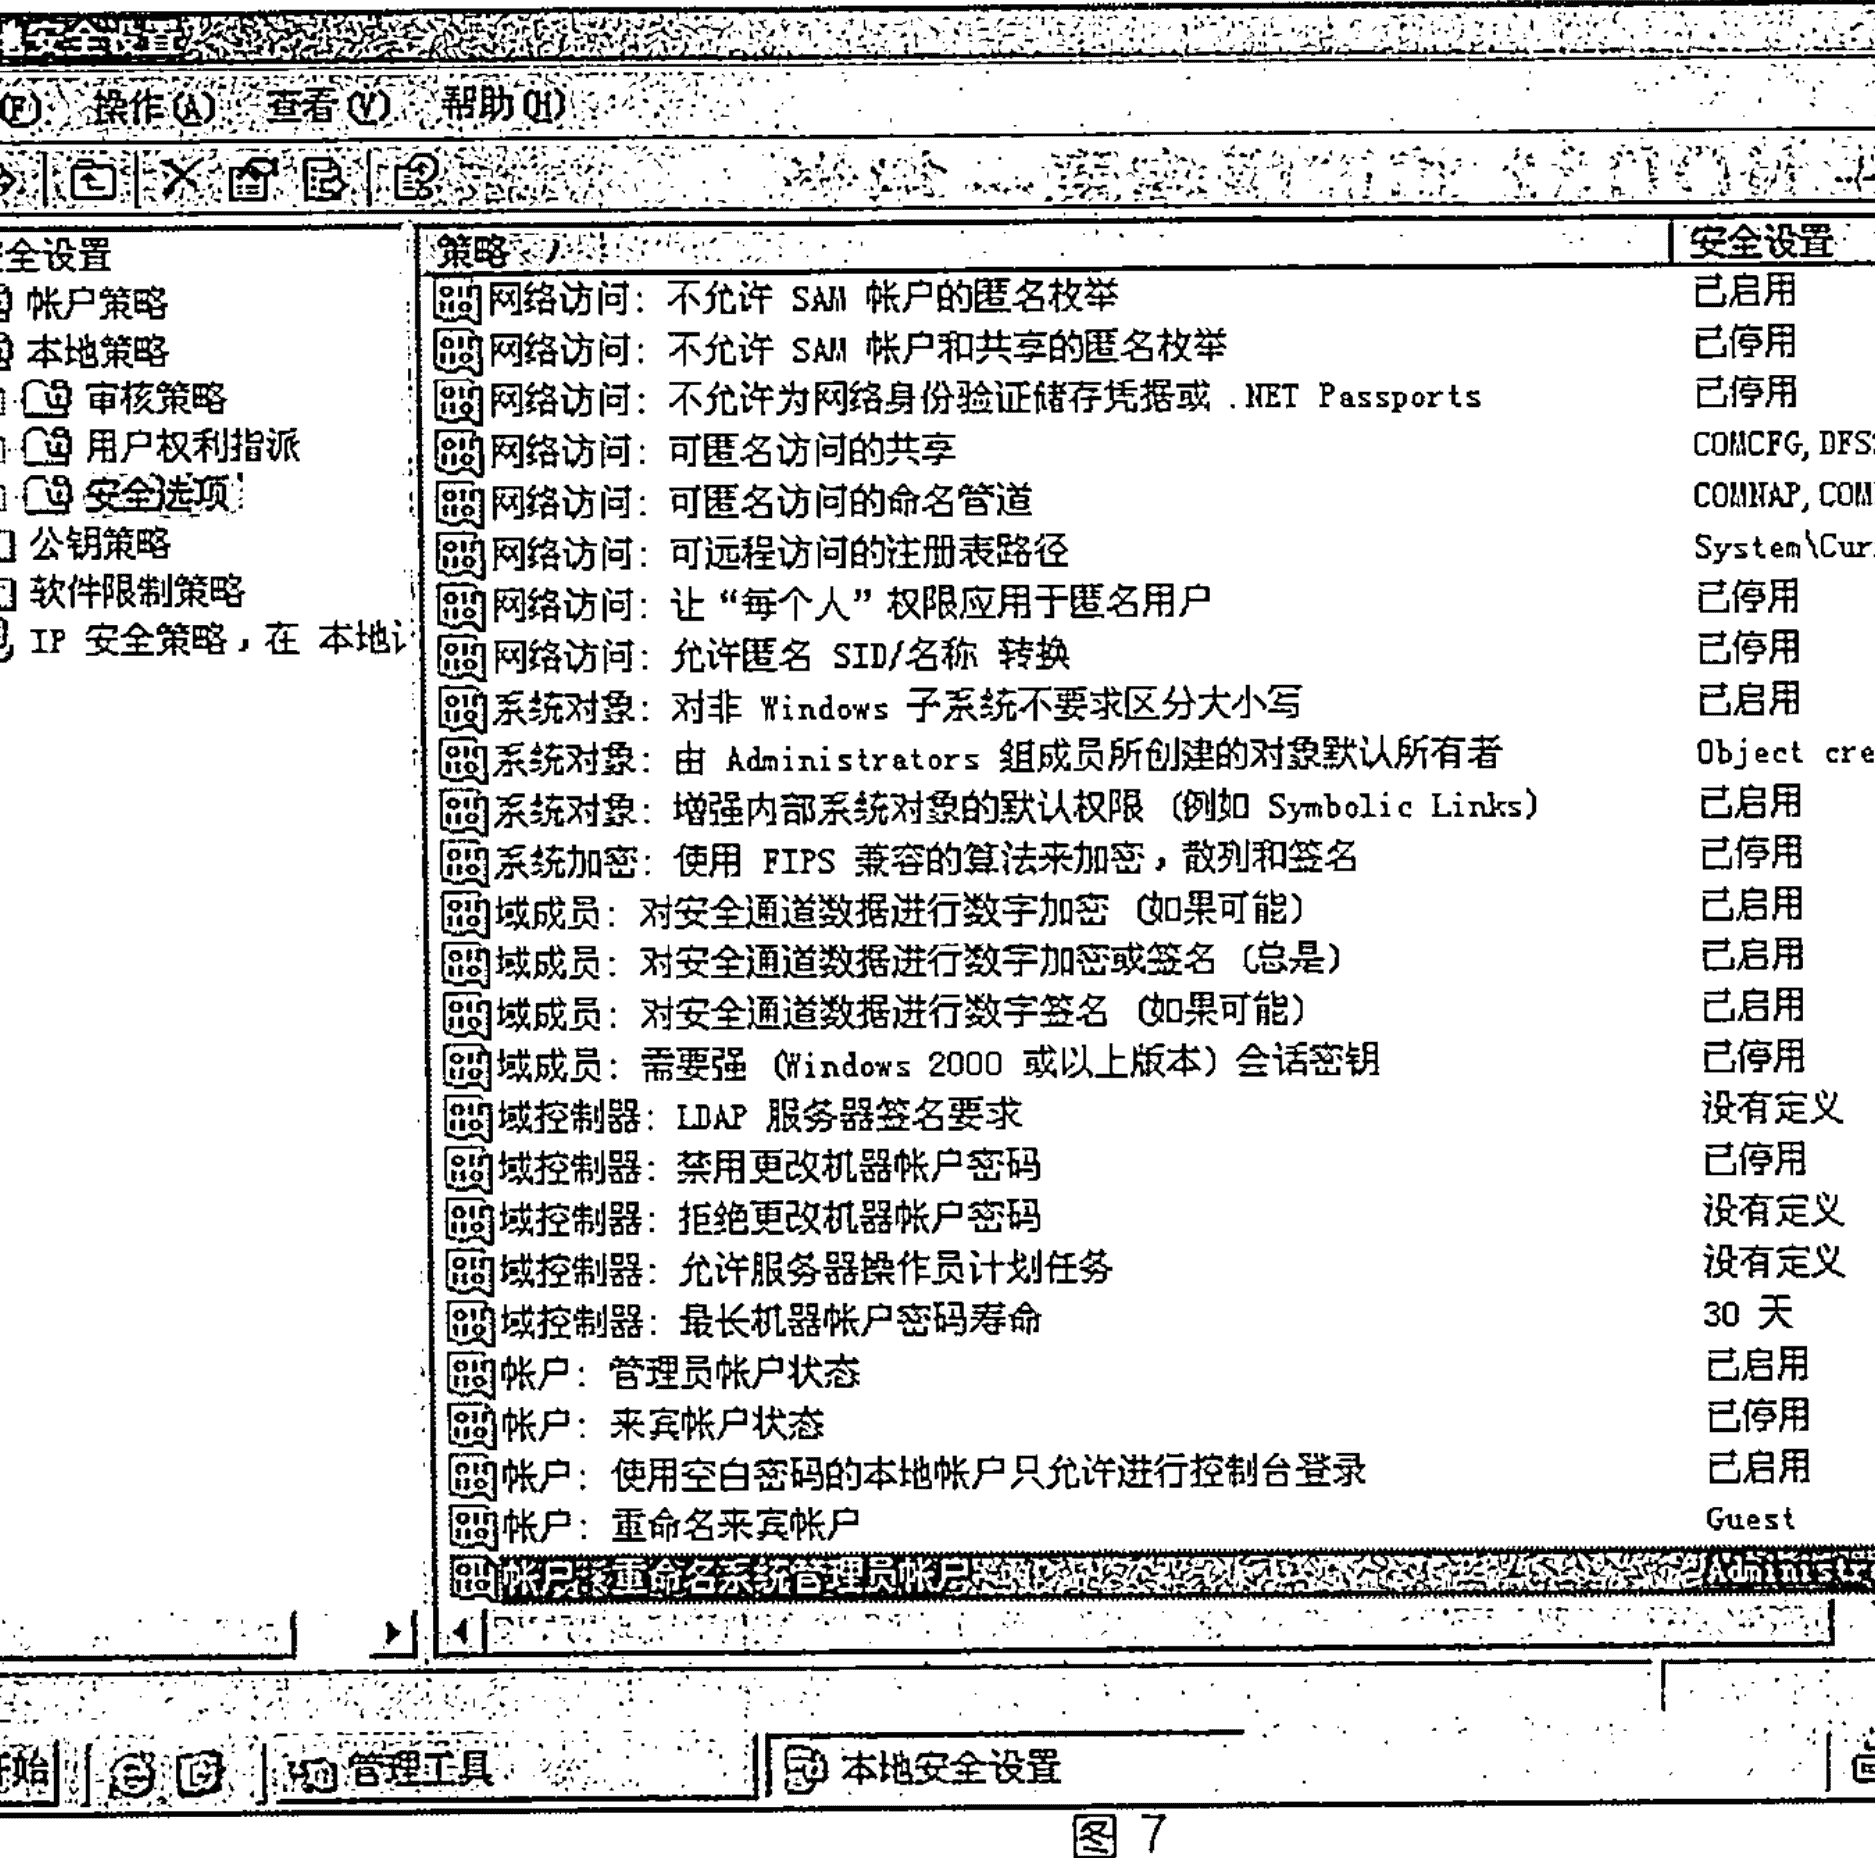 地安全设置
(F) 操作(A) 查看(V) 帮助(H)
安全设置
帐户策略
本地策略
审核策略
用户权利指派
安全选项
公钥策略
软件限制策略
IP 安全策略，在 本地
策略 安全设置
网络访问: 不允许 SAM 帐户的匿名枚举 已启用
网络访问: 不允许 SAM 帐户和共享的匿名枚举 已停用
网络访问: 不允许为网络身份验证储存凭据或 .NET Passports 已停用
网络访问: 可匿名访问的共享 COMCFG,DFS
网络访问: 可匿名访问的命名管道 COMNAP,COM
网络访问: 可远程访问的注册表路径 System\Cur
网络访问: 让“每个人”权限应用于匿名用户 已停用
网络访问: 允许匿名 SID/名称 转换 已停用
系统对象: 对非 Windows 子系统不要求区分大小写 已启用
系统对象: 由 Administrators 组成员所创建的对象默认所有者 Object cre
系统对象: 增强内部系统对象的默认权限 (例如 Symbolic Links) 已启用
系统加密: 使用 FIPS 兼容的算法来加密，散列和签名 已停用
域成员: 对安全通道数据进行数字加密 (如果可能) 已启用
域成员: 对安全通道数据进行数字加密或签名 (总是) 已启用
域成员: 对安全通道数据进行数字签名 (如果可能) 已启用
域成员: 需要强 (Windows 2000 或以上版本) 会话密钥 已停用
域控制器: LDAP 服务器签名要求 没有定义
域控制器: 禁用更改机器帐户密码 已停用
域控制器: 拒绝更改机器帐户密码 没有定义
域控制器: 允许服务器操作员计划任务 没有定义
域控制器: 最长机器帐户密码寿命 30 天
帐户: 管理员帐户状态 已启用
帐户: 来宾帐户状态 已停用
帐户: 使用空白密码的本地帐户只允许进行控制台登录 已启用
帐户: 重命名来宾帐户 Guest
帐户: 重命名系统管理员帐户 Administr
开始 管理工具 本地安全设置
图 7